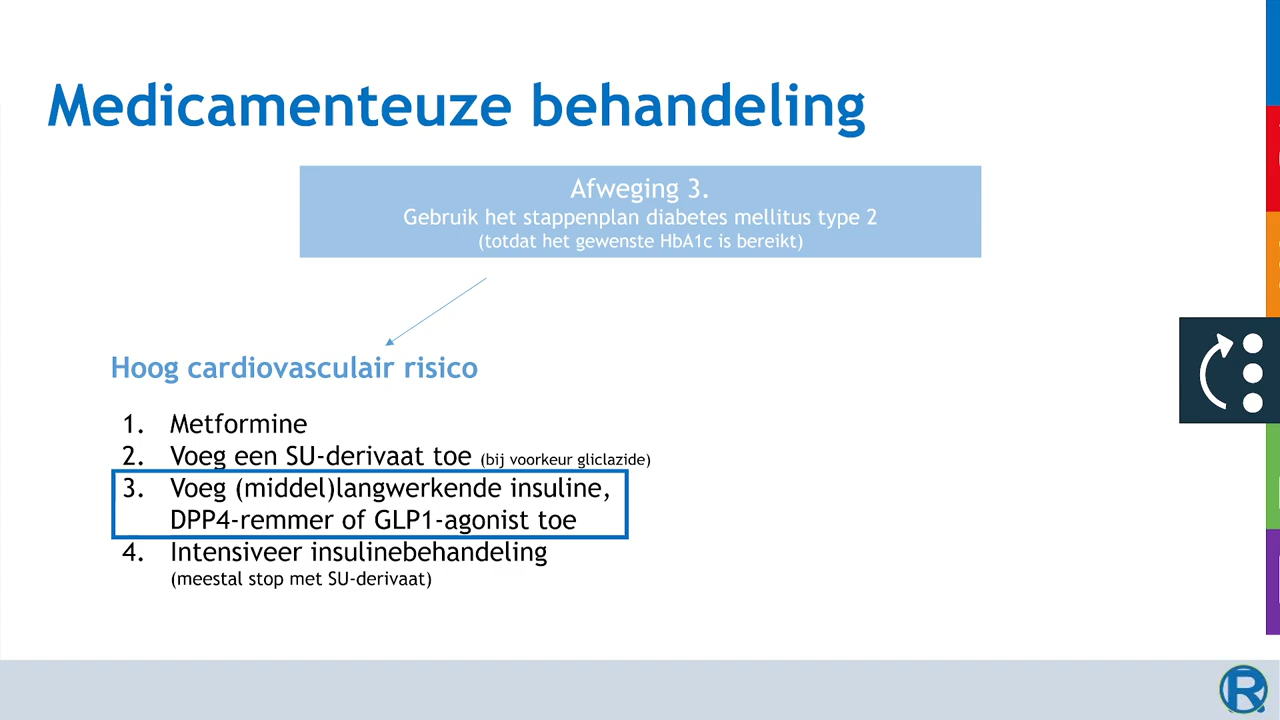 Medicamenteuze behandeling
Afweging 3.
Gebruik het stappenplan diabetes mellitus type 2
(totdat het gewenste HbA1c is bereikt)
Hoog cardiovasculair risico
1. Metformine
2. Voeg een SU-derivaat toe (bij voorkeur gliclazide)
3. Voeg (middel)langwerkende insuline,
DPP4-remmer of GLP1-agonist toe
4. Intensiveer insulinebehandeling
(meestal stop met SU-derivaat)
R